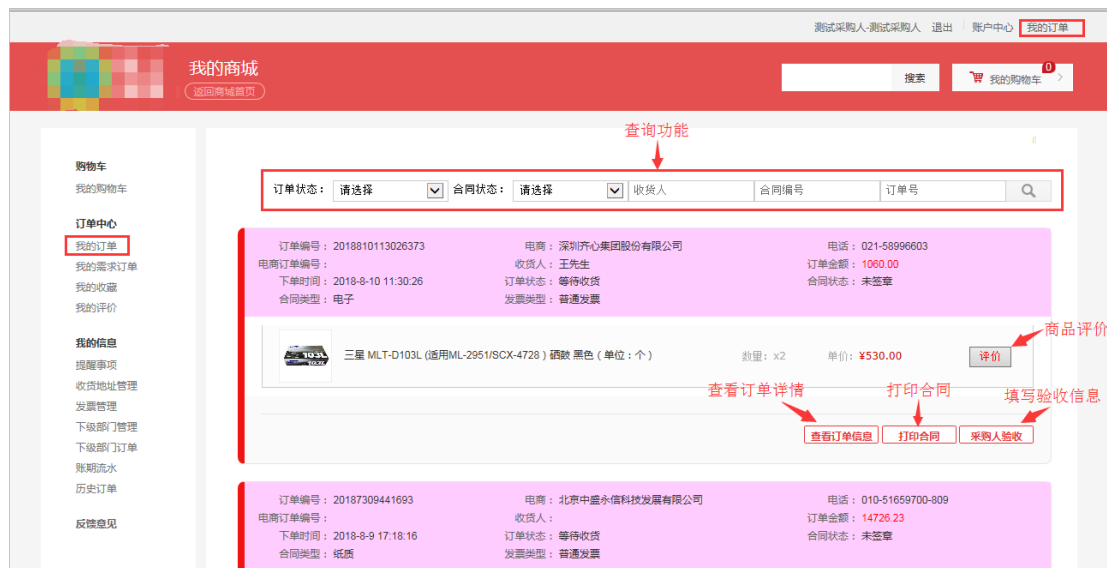 测试采购人-测试采购人 退出 账户中心 我的订单
我的商城
返回商城首页
搜索
我的购物车 0
查询功能
购物车
我的购物车
订单中心
我的订单
我的需求订单
我的收藏
我的评价
我的信息
提醒事项
收货地址管理
发票管理
下级部门管理
下级部门订单
账期流水
历史订单
反馈意见
订单状态： 请选择 合同状态： 请选择 收货人 合同编号 订单号
订单编号： 2018810113026373 电商： 深圳齐心集团股份有限公司 电话： 021-58996603
电商订单编号： 收货人： 王先生 订单金额： 1060.00
下单时间： 2018-8-10 11:30:26 订单状态： 等待收货 合同状态： 未签章
合同类型： 电子 发票类型： 普通发票
商品评价
三星 MLT-D103L (适用ML-2951/SCX-4728 ) 硒鼓 黑色 ( 单位：个 ) 数量： x2 单价: ¥530.00 评价
103L
查看订单详情 打印合同 填写验收信息
查看订单信息 打印合同 采购人验收
订单编号： 20187309441693 电商： 北京中盛永信科技发展有限公司 电话： 010-51659700-809
电商订单编号： 收货人： 订单金额： 14726.23
下单时间： 2018-8-9 17:18:16 订单状态： 等待收货 合同状态： 未签章
合同类型： 纸质 发票类型： 普通发票